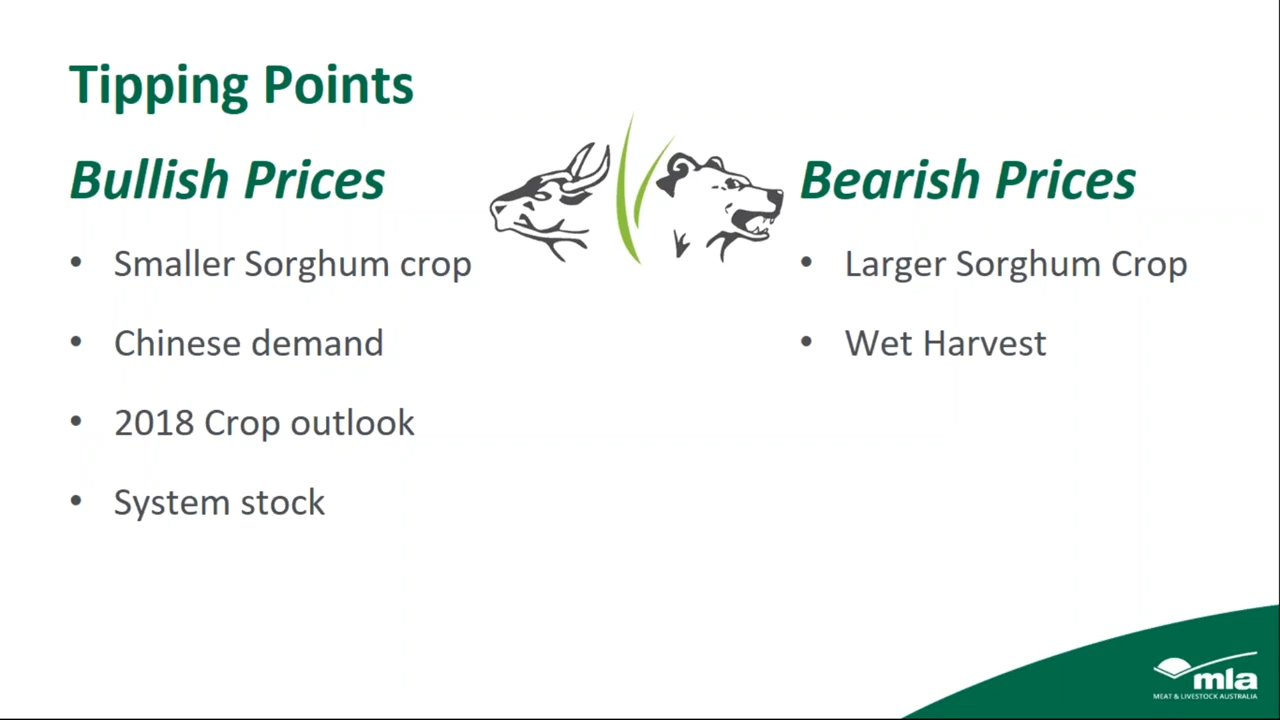 Tipping Points
Bullish Prices
• Smaller Sorghum crop
• Chinese demand
• 2018 Crop outlook
• System stock
Bearish Prices
• Larger Sorghum Crop
• Wet Harvest
mla
MEAT & LIVESTOCK AUSTRALIA